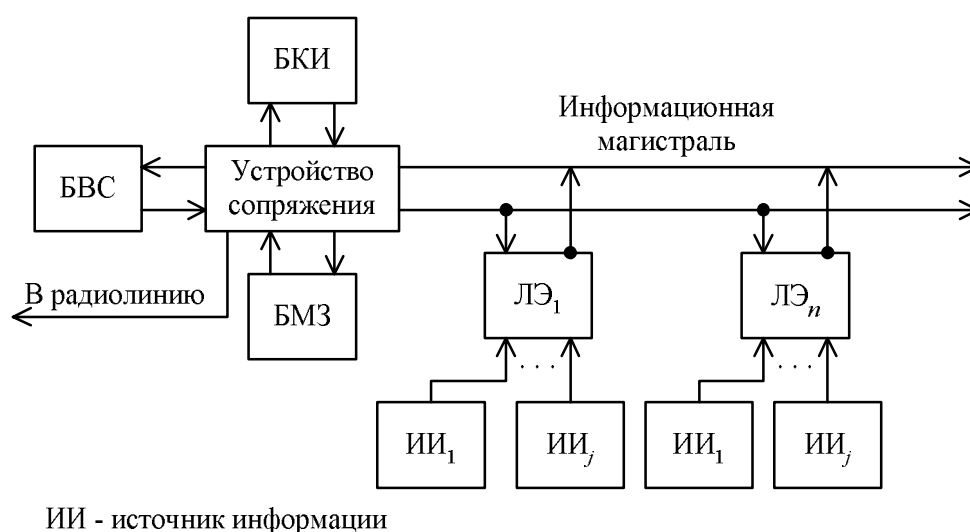 БКИ
Информационная
магистраль
БВС
Устройство
сопряжения
В радиолинию
БМЗ
ЛЭ1
ЛЭn
. . .
. . .
ИИ1
ИИj
ИИ1
ИИj
ИИ - источник информации